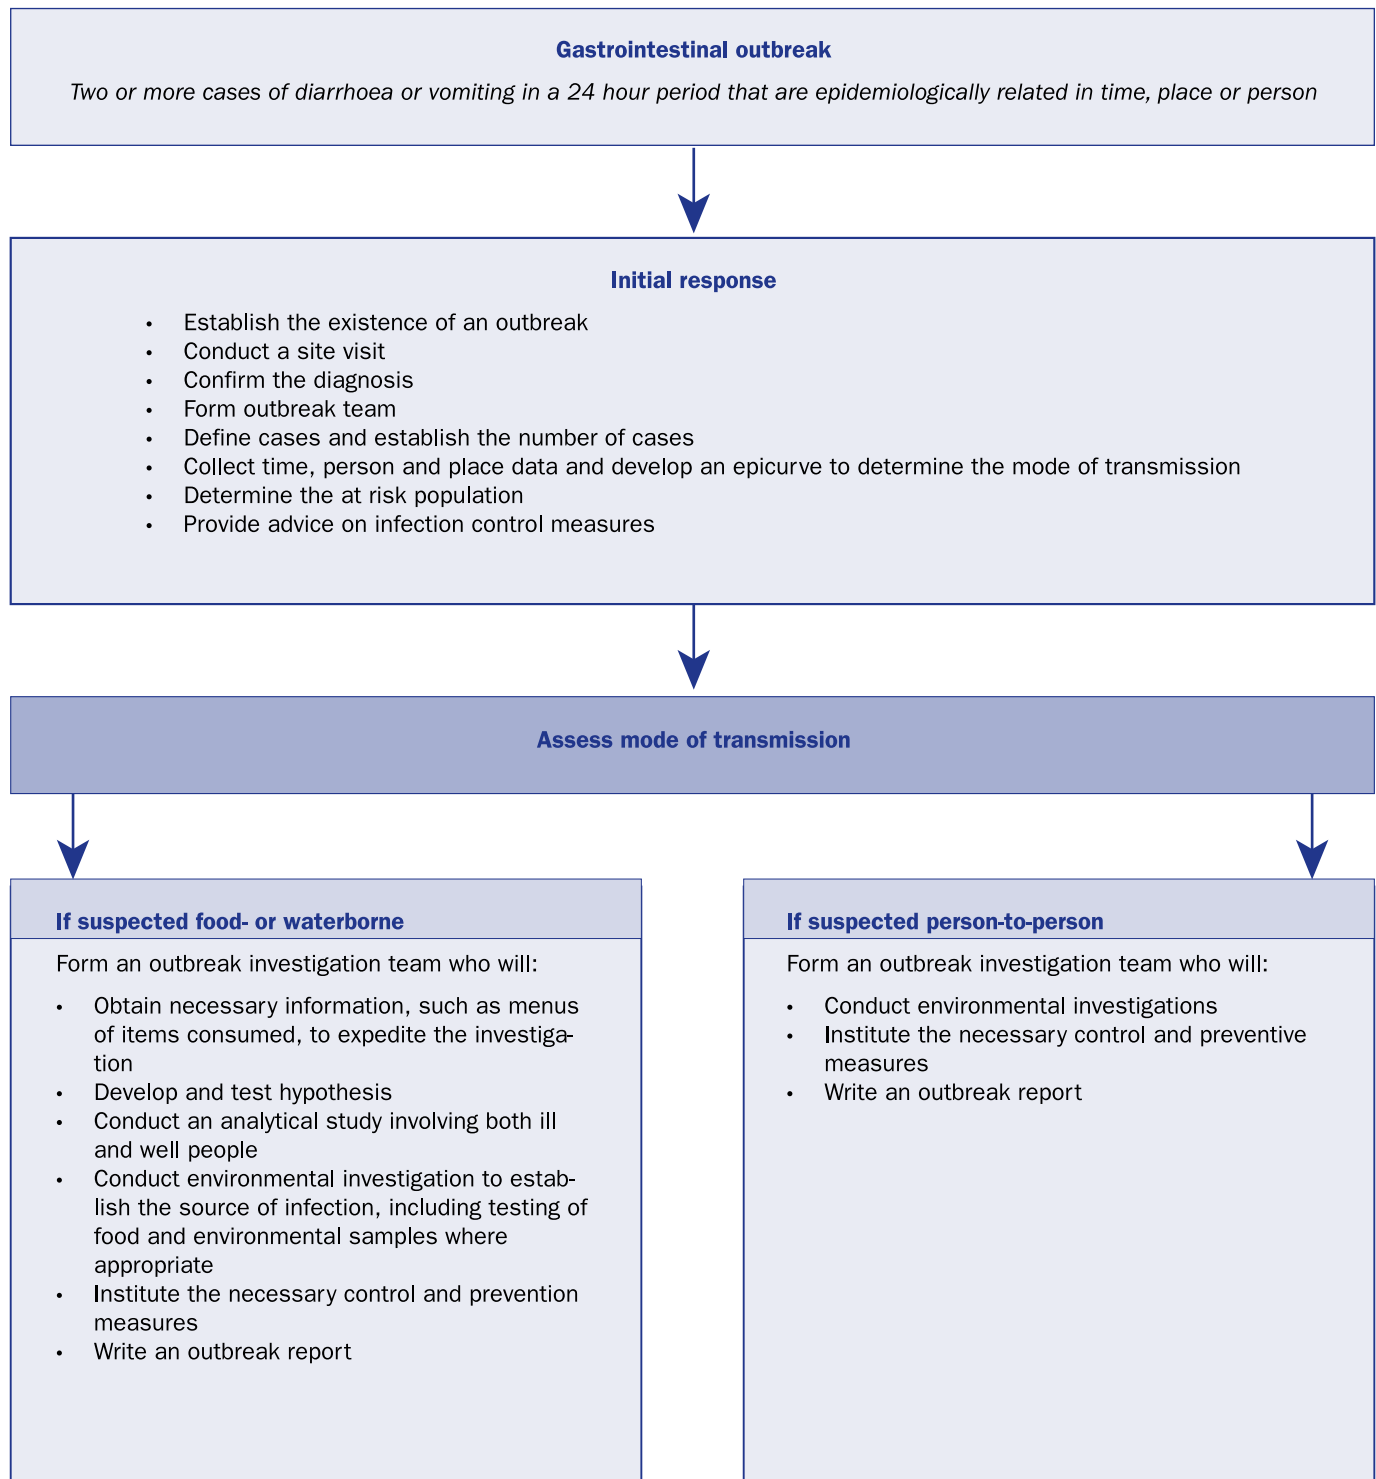 Gastrointestinal outbreak
Two or more cases of diarrhoea or vomiting in a 24 hour period that are epidemiologically related in time, place or person
Initial response
• Establish the existence of an outbreak
• Conduct a site visit
• Confirm the diagnosis
• Form outbreak team
• Define cases and establish the number of cases
• Collect time, person and place data and develop an epicurve to determine the mode of transmission
• Determine the at risk population
• Provide advice on infection control measures
Assess mode of transmission
If suspected food- or waterborne
Form an outbreak investigation team who will:
• Obtain necessary information, such as menus
of items consumed, to expedite the investiga-
tion
• Develop and test hypothesis
• Conduct an analytical study involving both ill
and well people
• Conduct environmental investigation to estab-
lish the source of infection, including testing of
food and environmental samples where
appropriate
• Institute the necessary control and prevention
measures
• Write an outbreak report
If suspected person-to-person
Form an outbreak investigation team who will:
• Conduct environmental investigations
• Institute the necessary control and preventive
measures
• Write an outbreak report